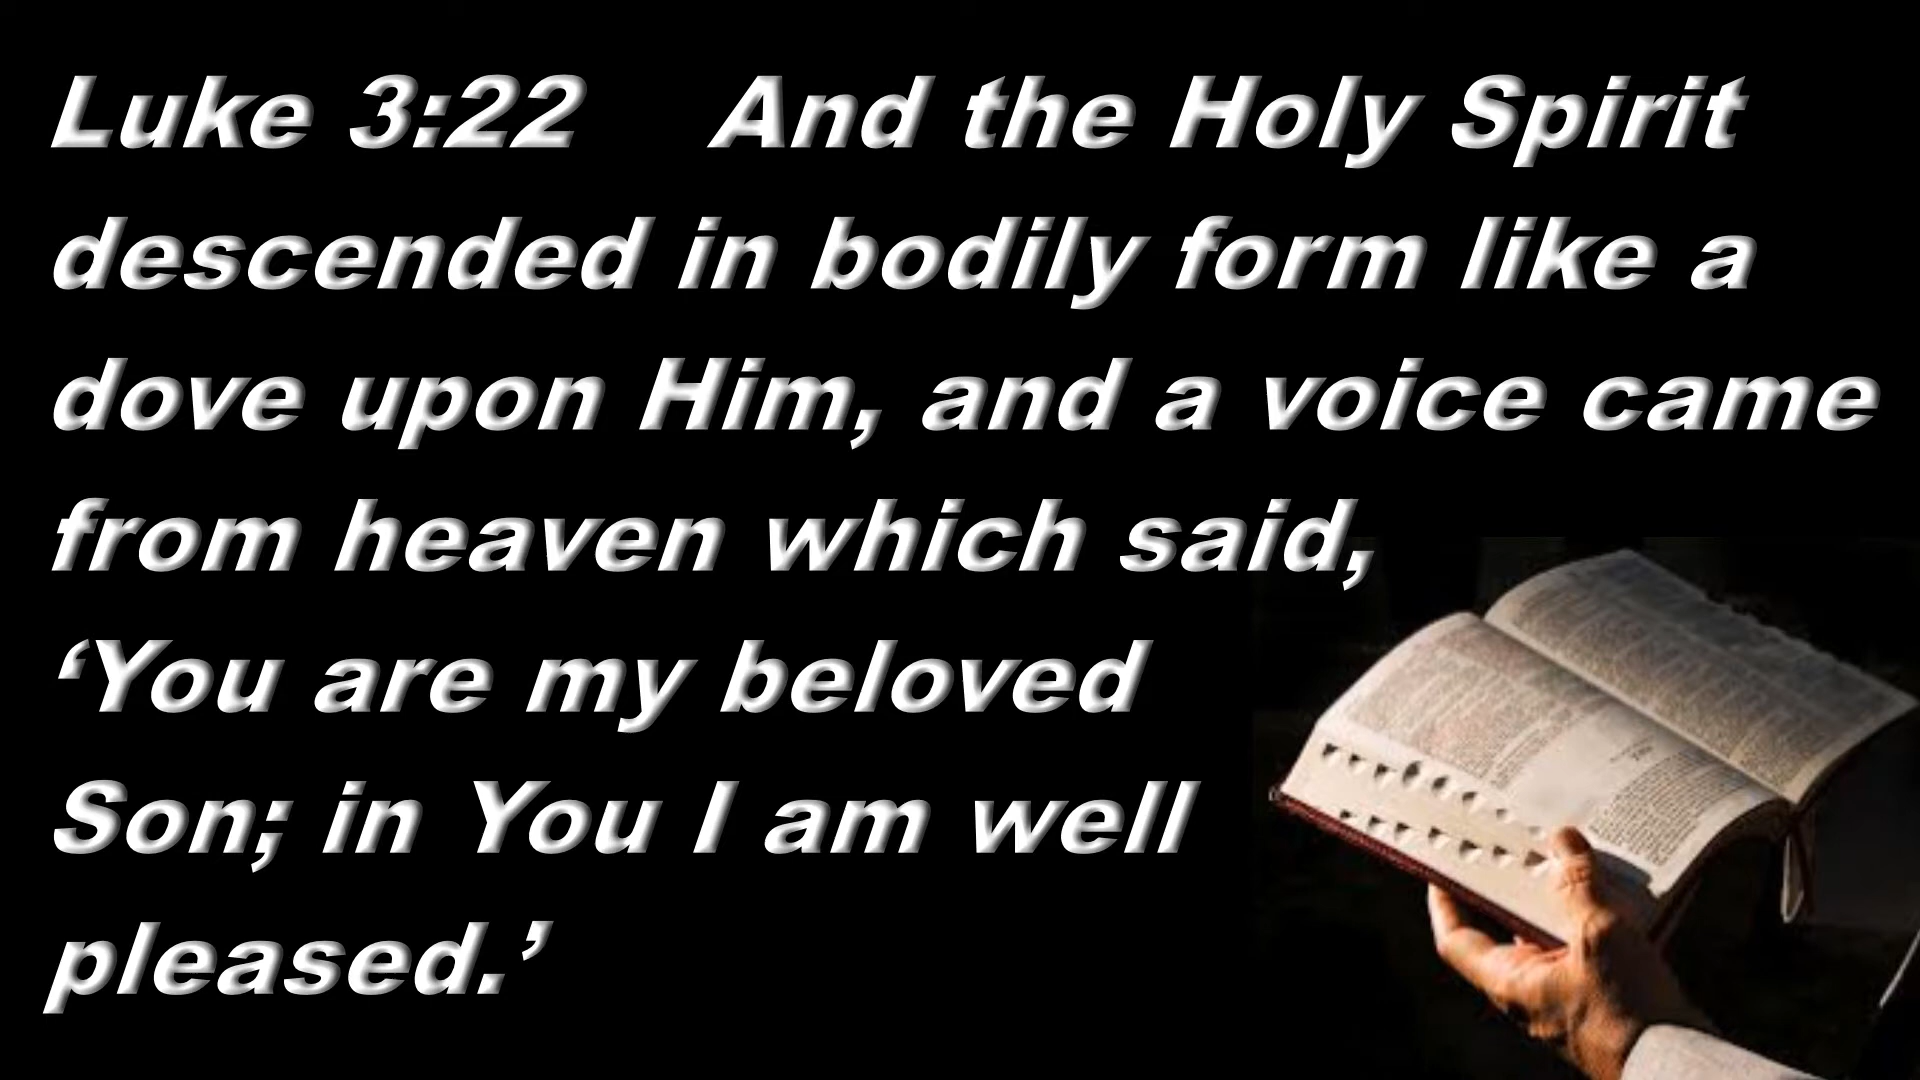 Luke 3:22 And the Holy Spirit
descended in bodily form like a
dove upon Him, and a voice came
from heaven which said,
‘You are my beloved
Son; in You I am well
pleased.’